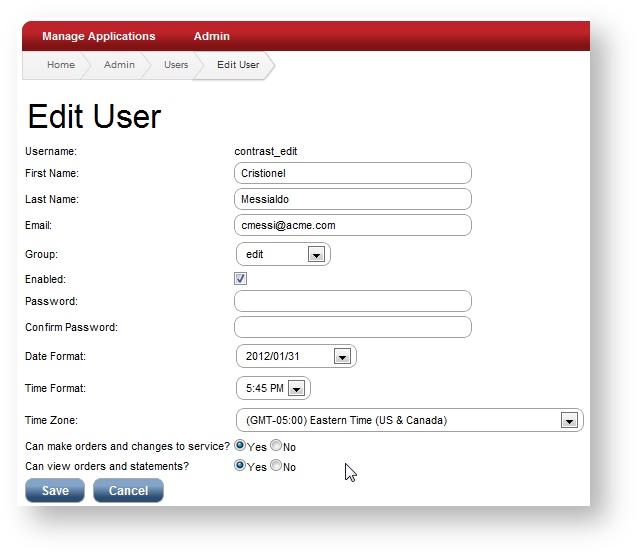 Manage Applications Admin
Home Admin Users Edit User
Edit User
Username: contrast_edit
First Name: Cristionel
Last Name: Messialdo
Email: cmessi@acme.com
Group: edit
Enabled:
Password:
Confirm Password:
Date Format: 2012/01/31
Time Format: 5:45 PM
Time Zone: (GMT-05:00) Eastern Time (US & Canada)
Can make orders and changes to service? Yes No
Can view orders and statements? Yes No
Save Cancel